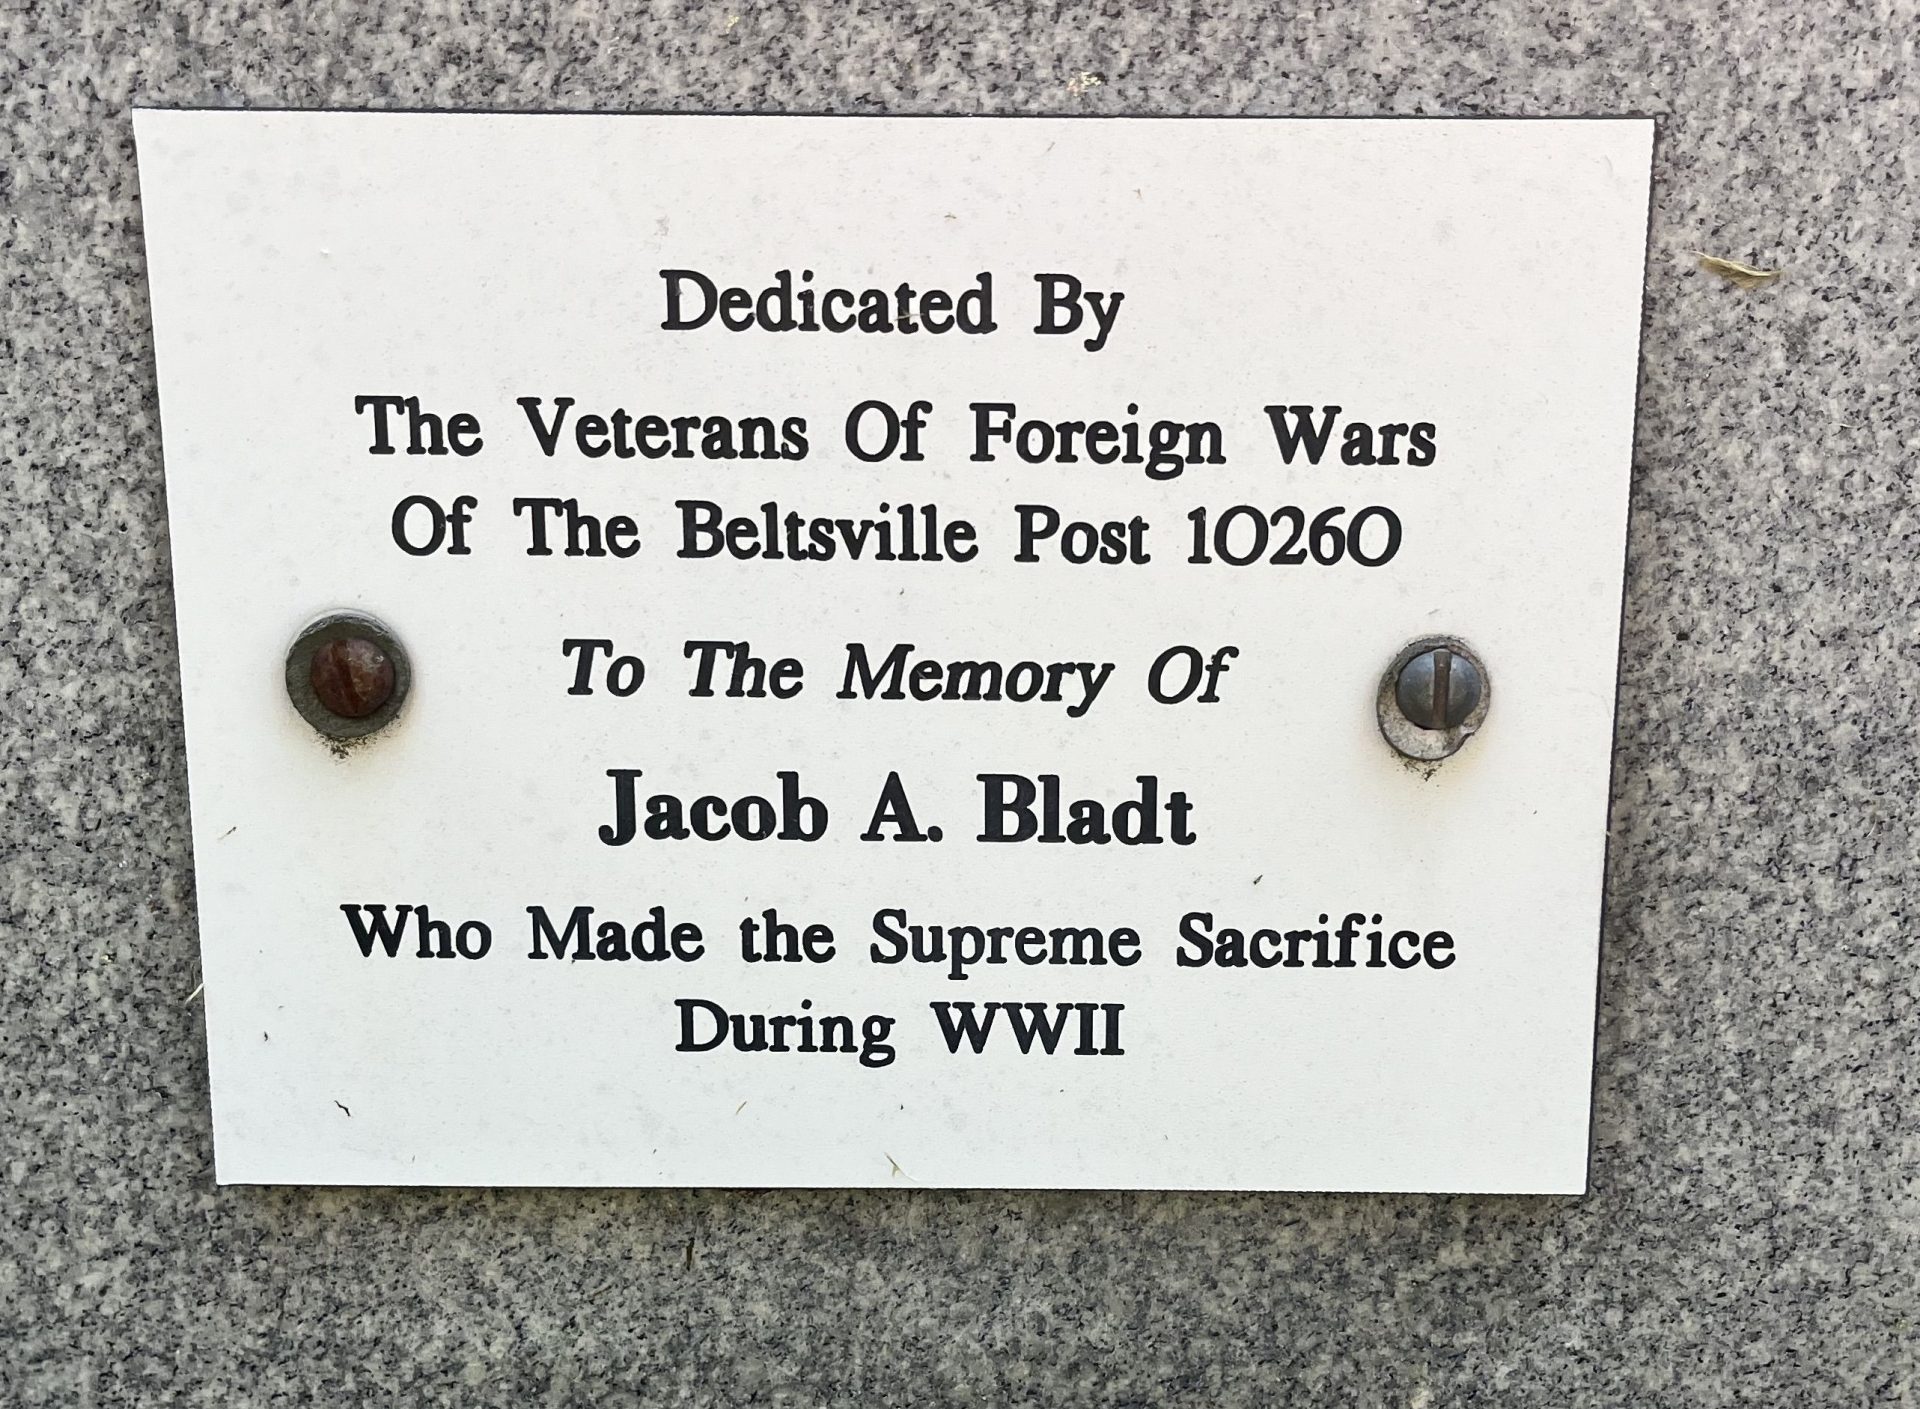 Dedicated By
The Veterans Of Foreign Wars
Of The Beltsville Post 10260
To The Memory Of
Jacob A. Bladt
Who Made the Supreme Sacrifice
During WWII